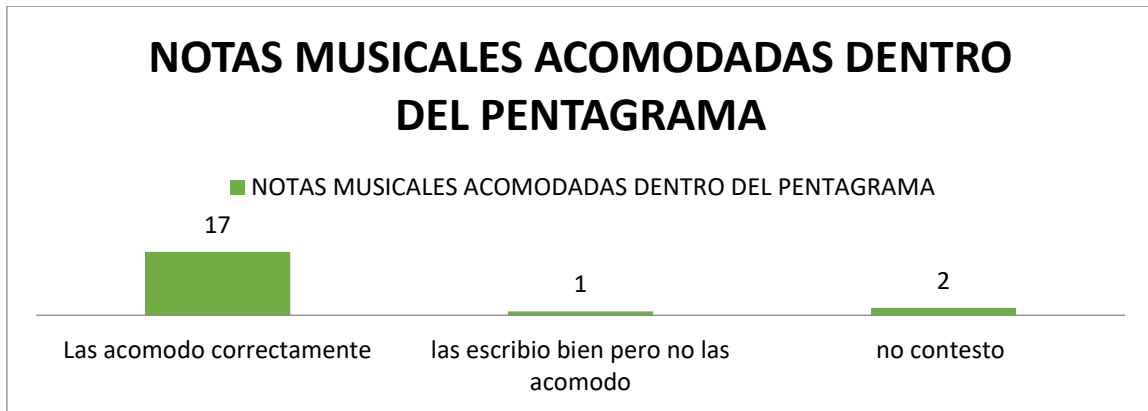 NOTAS MUSICALES ACOMODADAS DENTRO
DEL PENTAGRAMA
NOTAS MUSICALES ACOMODADAS DENTRO DEL PENTAGRAMA
17
1
2
Las acomodo correctamente
las escribio bien pero no las
acomodo
no contesto